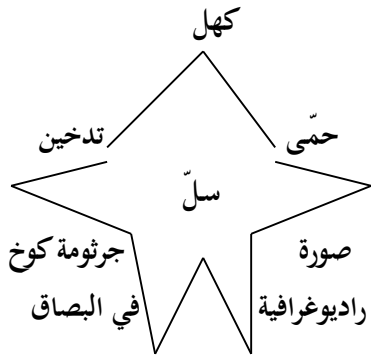 كهل
حمّى
تدخين
سلّ
صورة
راديوغرافية
جرثومة كوخ
في البصاق